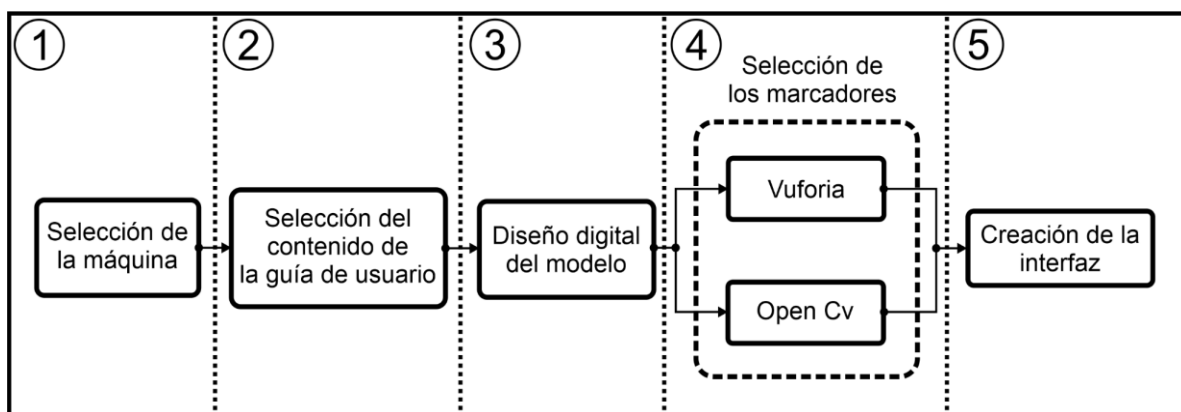 1
2
3
4
5
Selección de
la máquina
Selección del
contenido de
la guía de usuario
Diseño digital
del modelo
Selección de
los marcadores
Vuforia
Open Cv
Creación de la
interfaz